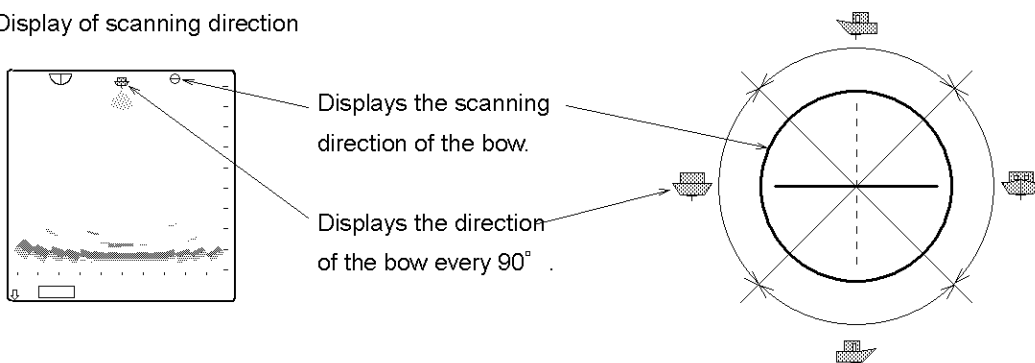 Display of scanning direction
Displays the scanning
direction of the bow.
Displays the direction
of the bow every 90° .